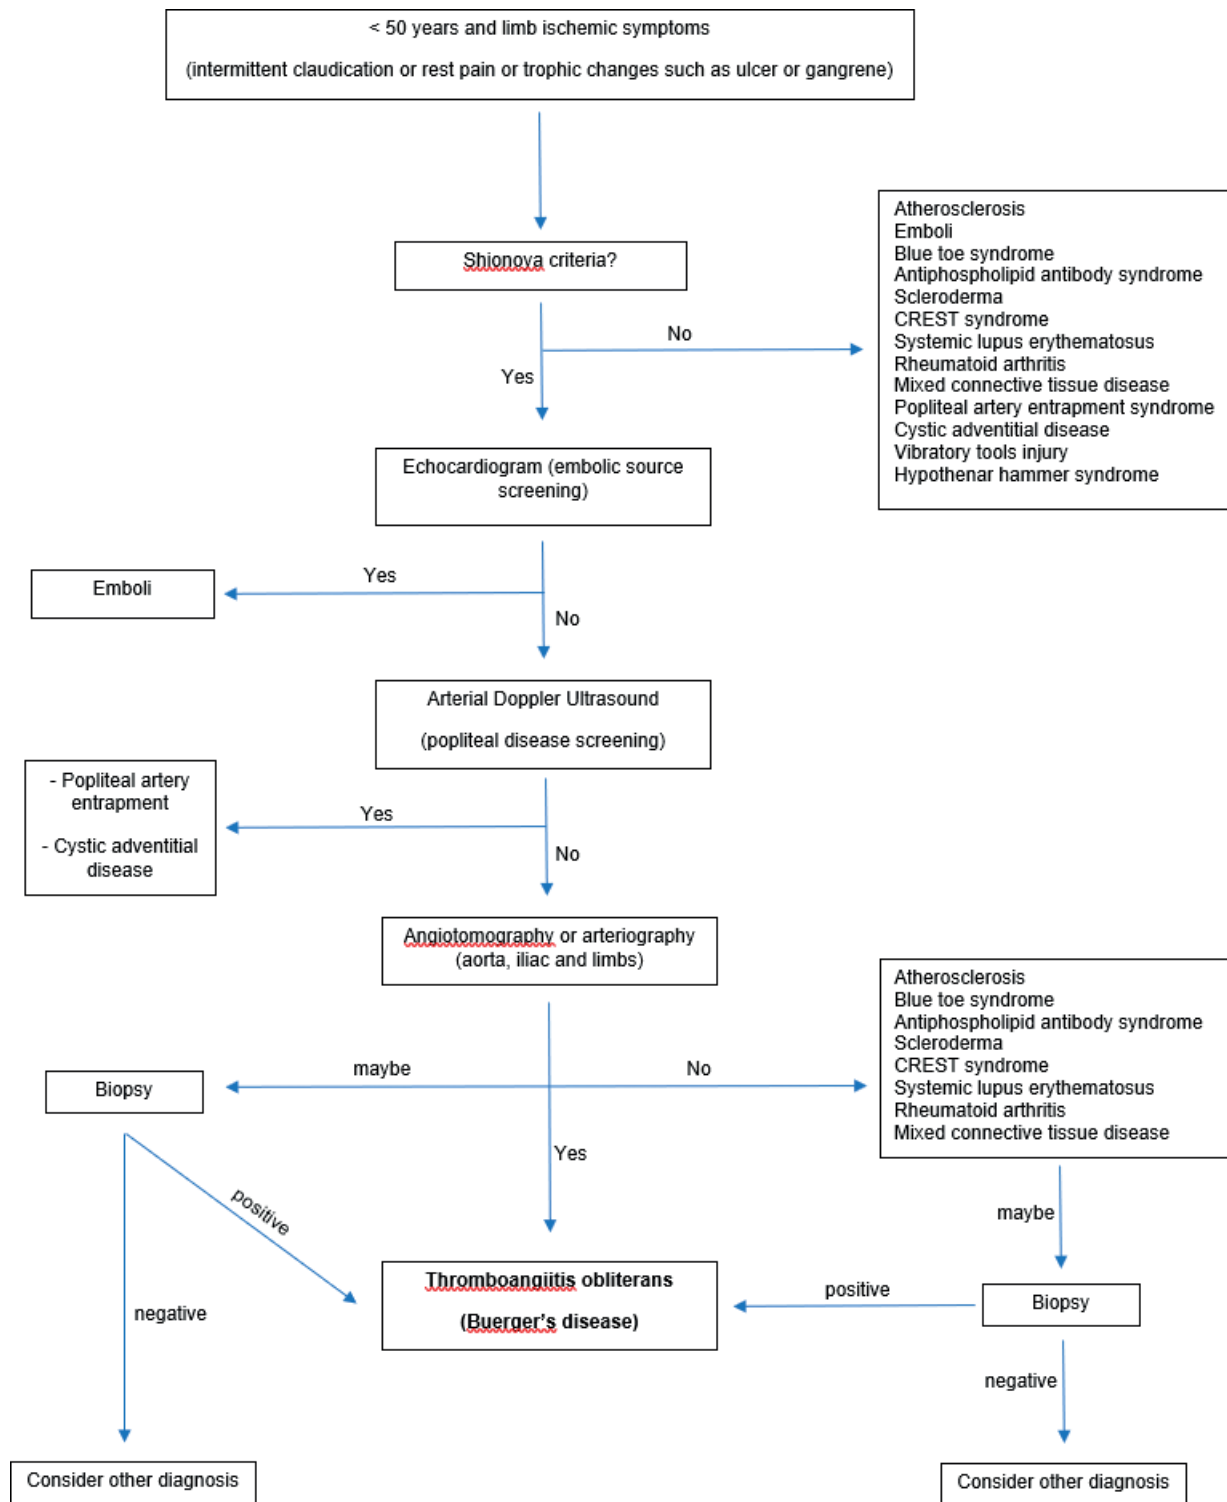 < 50 years and limb ischemic symptoms
(intermittent claudication or rest pain or trophic changes such as ulcer or gangrene)
Shionoya criteria?
No
Yes
Atherosclerosis
Emboli
Blue toe syndrome
Antiphospholipid antibody syndrome
Scleroderma
CREST syndrome
Systemic lupus erythematosus
Rheumatoid arthritis
Mixed connective tissue disease
Popliteal artery entrapment syndrome
Cystic adventitial disease
Vibratory tools injury
Hypothenar hammer syndrome
Echocardiogram (embolic source
screening)
Yes
Emboli
No
Arterial Doppler Ultrasound
(popliteal disease screening)
- Popliteal artery
entrapment
- Cystic adventitial
disease
Yes
No
Angiotomography or arteriography
(aorta, iliac and limbs)
Atherosclerosis
Blue toe syndrome
Antiphospholipid antibody syndrome
Scleroderma
CREST syndrome
Systemic lupus erythematosus
Rheumatoid arthritis
Mixed connective tissue disease
maybe
No
Biopsy
Yes
positive
maybe
Thromboangiitis obliterans
(Buerger's disease)
positive
Biopsy
negative
negative
Consider other diagnosis
Consider other diagnosis